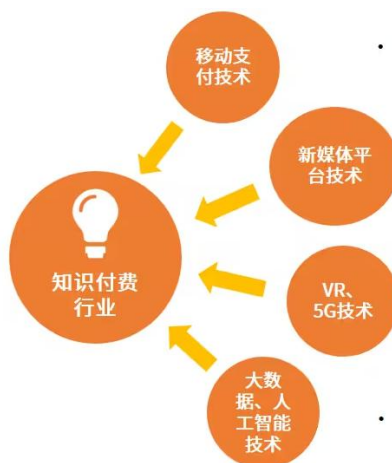 移动支
付技术
新媒体平
台技术
知识付费
行业
VR、
5G技术
大数
据、人
工智能
技术